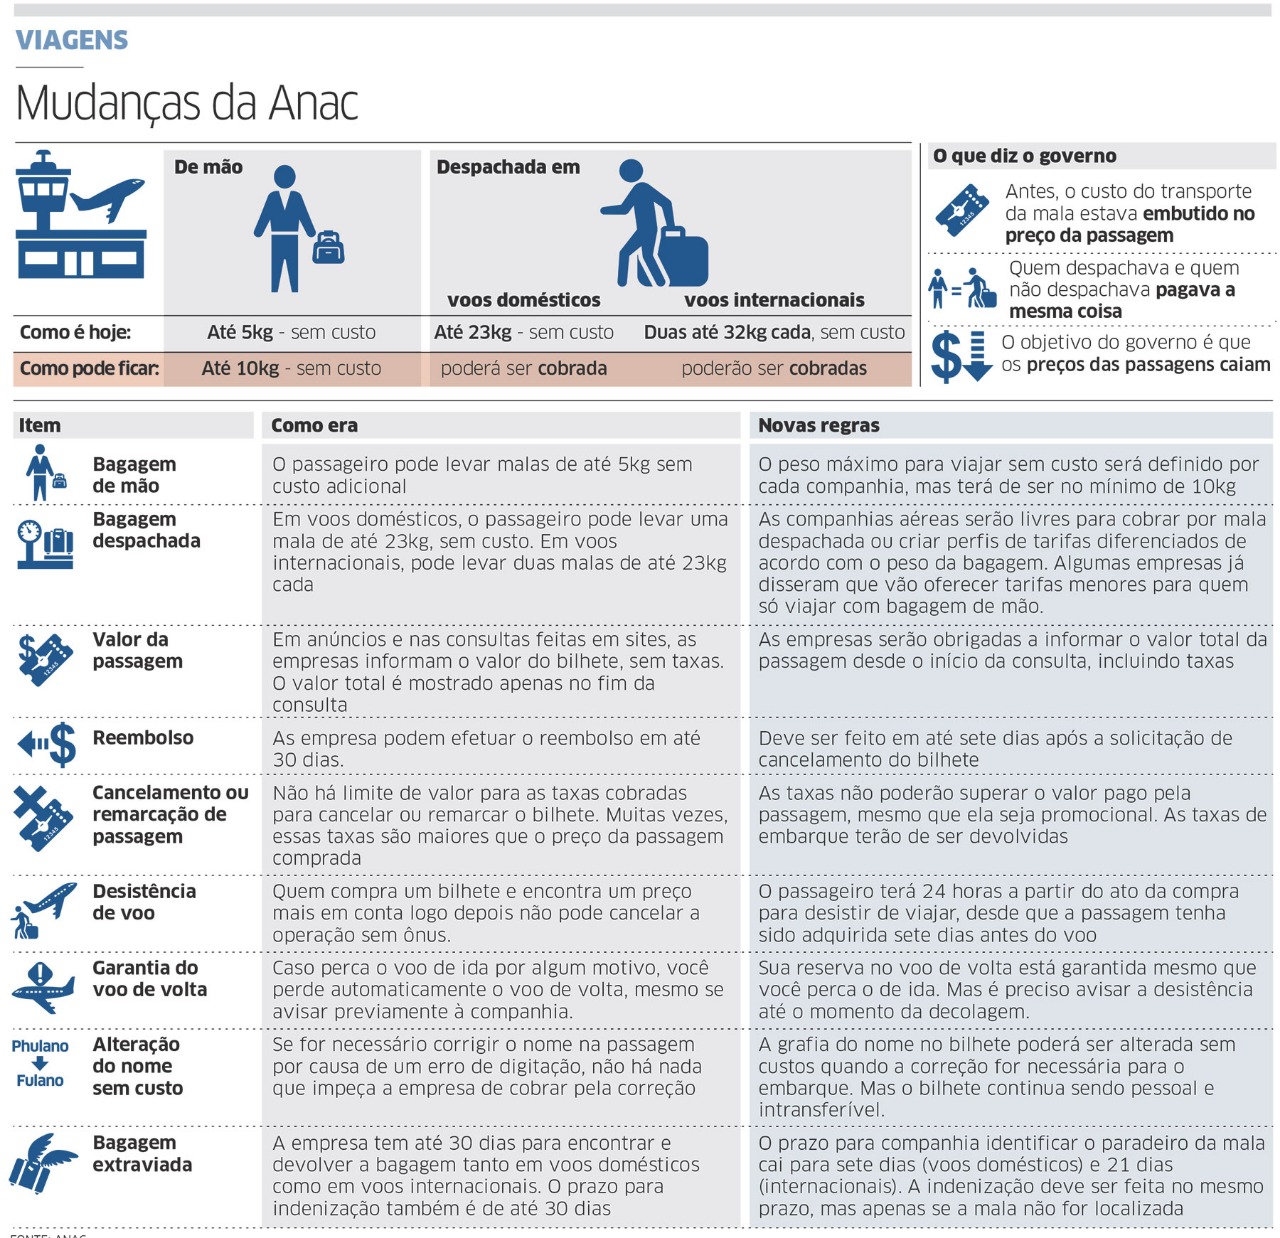 VIAGENS
Mudanças da Anac
De mão
Despachada em
voos domésticos
voos internacionais
Como é hoje:
Até 5kg - sem custo
Até 23kg - sem custo
Duas até 32kg cada, sem custo
Como pode ficar:
Até 10kg - sem custo
poderá ser cobrada
poderão ser cobradas
O que diz o governo
12345
Antes, o custo do transporte
da mala estava embutido no
preço da passagem
=
Quem despachava e quem
não despachava pagava a
mesma coisa
$
O objetivo do governo é que
os preços das passagens caiam
Item
Como era
Novas regras
Bagagem
de mão
O passageiro pode levar malas de até 5kg sem
custo adicional
O peso máximo para viajar sem custo será definido por
cada companhia, mas terá de ser no mínimo de 10kg
Bagagem
despachada
Em voos domésticos, o passageiro pode levar uma
mala de até 23kg, sem custo. Em voos
internacionais, pode levar duas malas de até 23kg
cada
As companhias aéreas serão livres para cobrar por mala
despachada ou criar perfis de tarifas diferenciados de
acordo com o peso da bagagem. Algumas empresas já
disseram que vão oferecer tarifas menores para quem
só viajar com bagagem de mão.
$
12345
Valor da
passagem
Em anúncios e nas consultas feitas em sites, as
empresas informam o valor do bilhete, sem taxas.
O valor total é mostrado apenas no fim da
consulta
As empresas serão obrigadas a informar o valor total da
passagem desde o início da consulta, incluindo taxas
$
Reembolso
As empresa podem efetuar o reembolso em até
30 dias.
Deve ser feito em até sete dias após a solicitação de
cancelamento do bilhete
12345
Cancelamento ou
remarcação de
passagem
Não há limite de valor para as taxas cobradas
para cancelar ou remarcar o bilhete. Muitas vezes,
essas taxas são maiores que o preço da passagem
comprada
As taxas não poderão superar o valor pago pela
passagem, mesmo que ela seja promocional. As taxas de
embarque terão de ser devolvidas
Desistência
de voo
Quem compra um bilhete e encontra um preço
mais em conta logo depois não pode cancelar a
operação sem ônus.
O passageiro terá 24 horas a partir do ato da compra
para desistir de viajar, desde que a passagem tenha
sido adquirida sete dias antes do voo
!
Garantia do
voo de volta
Caso perca o voo de ida por algum motivo, você
perde automaticamente o voo de volta, mesmo se
avisar previamente à companhia.
Sua reserva no voo de volta está garantida mesmo que
você perca o de ida. Mas é preciso avisar a desistência
até o momento da decolagem.
Phulano
Fulano
Alteração
do nome
sem custo
Se for necessário corrigir o nome na passagem
por causa de um erro de digitação, não há nada
que impeça a empresa de cobrar pela correção
A grafia do nome no bilhete poderá ser alterada sem
custos quando a correção for necessária para o
embarque. Mas o bilhete continua sendo pessoal e
intransferível.
Bagagem
extraviada
A empresa tem até 30 dias para encontrar e
devolver a bagagem tanto em voos domésticos
como em voos internacionais. O prazo para
indenização também é de até 30 dias
O prazo para companhia identificar o paradeiro da mala
cai para sete dias (voos domésticos) e 21 dias
(internacionais). A indenização deve ser feita no mesmo
prazo, mas apenas se a mala não for localizada
FONTE: ANAC